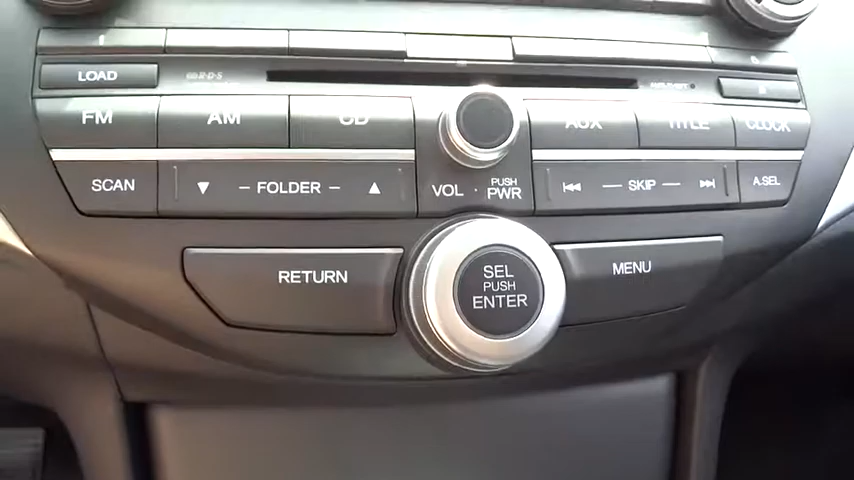 LOAD
FM AM CD AUX TITLE CLOCK
SCAN FOLDER VOL PUSH PWR SKIP A.SEL
RETURN SEL PUSH ENTER MENU